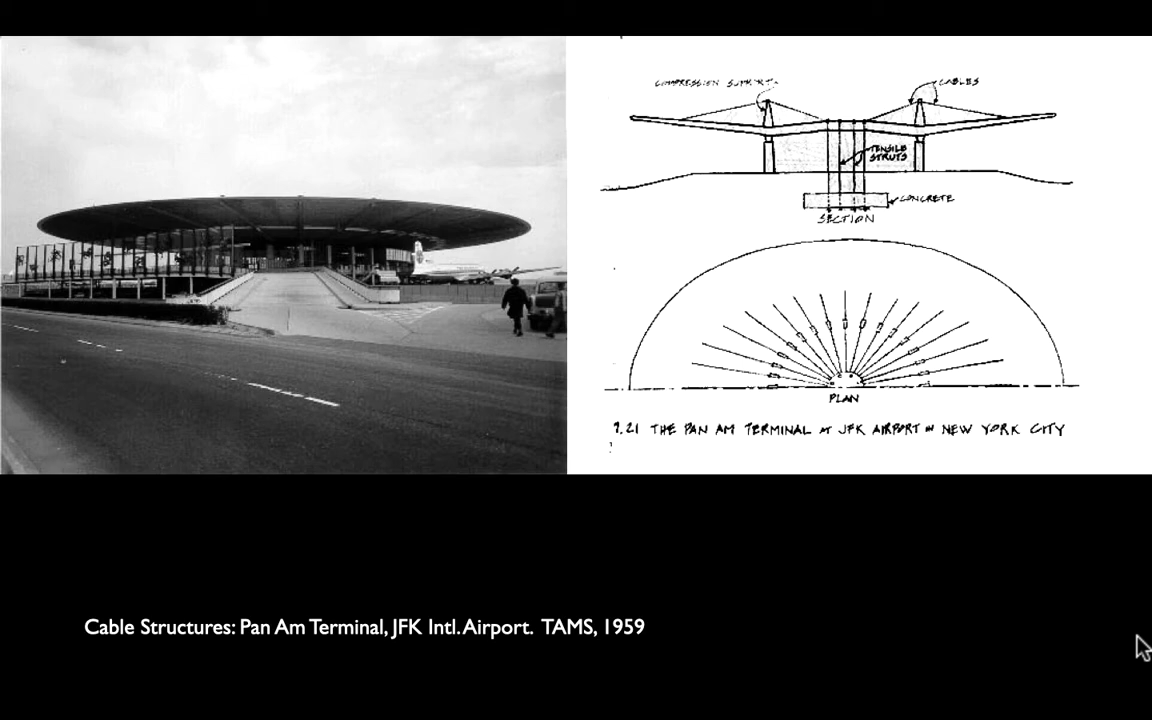 COMPRESSION SUPPORT
CABLES
TENSILE
STRUTS
CONCRETE
SECTION
PLAN
9.21 THE PAN AM TERMINAL AT JFK AIRPORT IN NEW YORK CITY
Cable Structures: Pan Am Terminal, JFK Intl. Airport. TAMS, 1959